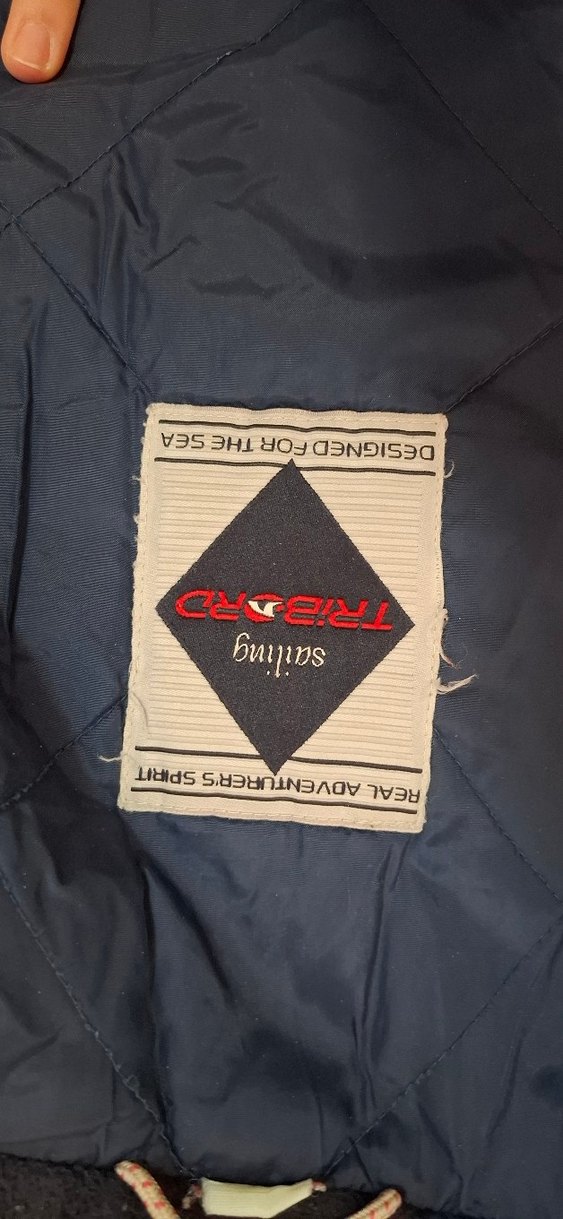 REAL ADVENTURER'S SPIRIT
sailing
TRiBORD
DESIGNED FOR THE SEA